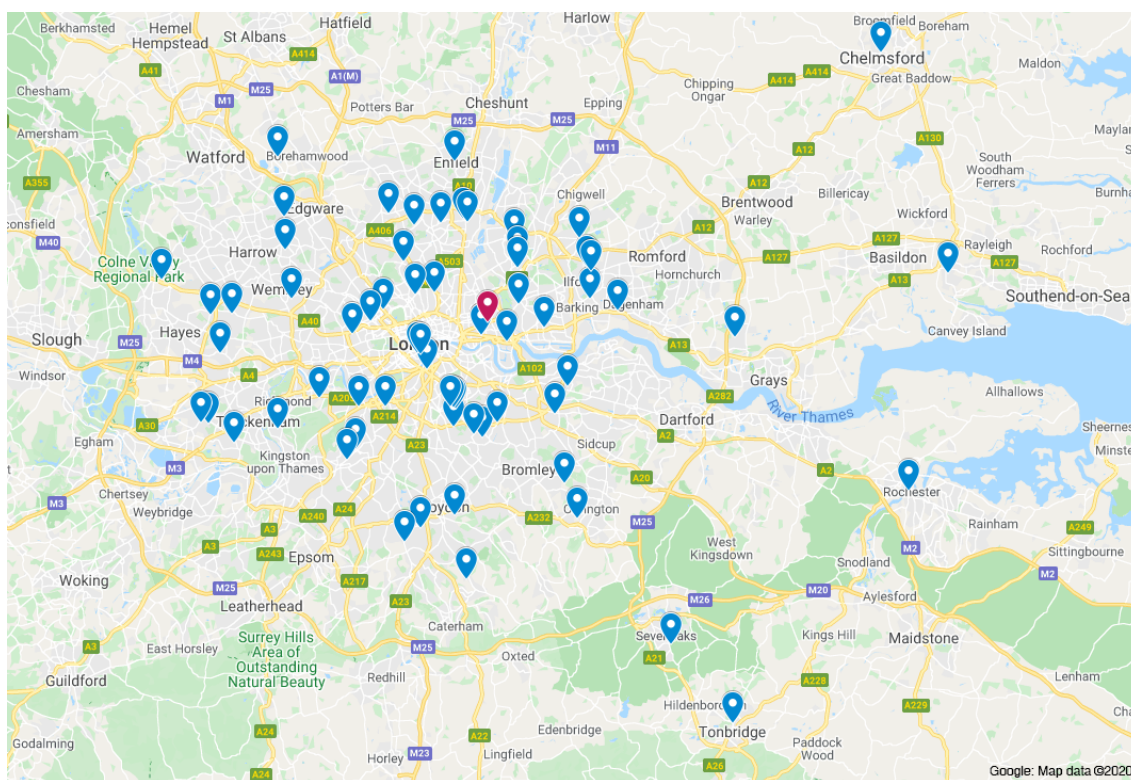 Berkhamsted
Hemel
Hempstead
St Albans
Hatfield
Harlow
Broomfield
Boreham
A414
A41
A1(M)
M25
Chelmsford
Great Baddow
Maldon
A414
A414
Chipping
Ongar
Chesham
M1
Potters Bar
Cheshunt
Epping
M25
M25
Amersham
Watford
Borehamwood
Enfield
M11
A12
A130
A355
A10
Chigwell
A12
South
Woodham
Ferrers
Billericay
Brentwood
Warley
Wickford
Edgware
A406
A12
M40
Harrow
Colne Valley
Regional Park
A503
Romford
A127
A127
Basildon
Rayleigh
Rochford
A127
A13
Hornchurch
Wembley
Dagenham
Barking
Southend-on-Sea
Hayes
A40
Slough
M25
London
Canvey Island
M4
A13
Windsor
A4
A102
Grays
Allhallows
Richmond
A214
A282
River Thames
A30
Twickenham
Dartford
A2
Egham
M3
A23
Sidcup
Kingston
upon Thames
Bromley
A20
A2
Chertsey
M3
Weybridge
A24
A240
A232
M25
Rochester
A3
A3
A243
Epsom
West
Kingsdown
Rainham
A249
M2
Snodland
Sittingbourne
Woking
A217
M25
Leatherhead
A23
M26
M20
M2
Aylesford
Caterham
Surrey Hills
Area of
Outstanding
Natural Beauty
East Horsley
A3
M25
Oxted
Sevenoaks
A21
Kings Hill
Maidstone
Guildford
Redhill
A228
Lenham
Hildenborough
A229
A24
A22
Edenbridge
Tonbridge
Paddock
Wood
Godalming
A24
Horley
M23
Lingfield
A26
Google: Map data ©2020